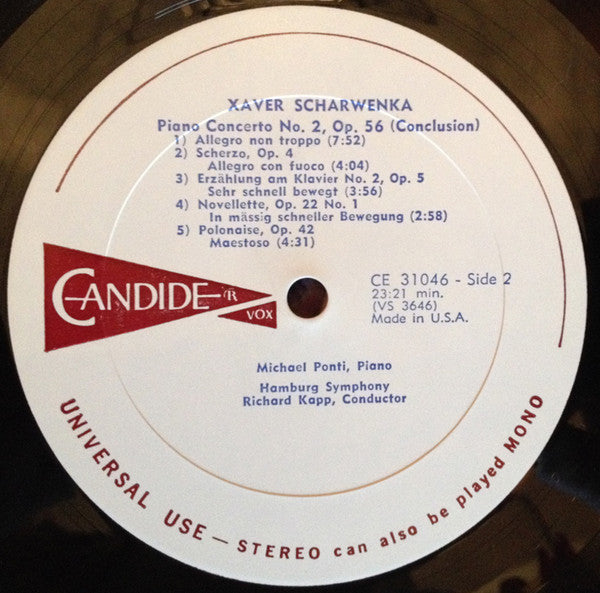 XAVER SCHARWENKA
Piano Concerto No. 2, Op. 56 (Conclusion)
1) Allegro non troppo (7:52)
2) Scherzo, Op. 4
Allegro con fuoco (4:04)
3) Erzählung am Klavier No. 2, Op. 5
Sehr schnell bewegt (3:56)
4) Novellette, Op. 22 No. 1
In mässig schneller Bewegung (2:58)
5) Polonaise, Op. 42
Maestoso (4:31)
CANDIDE R
VOX
CE 31046 - Side 2
23:21 min.
(VS 3646)
Made in U.S.A.
Michael Ponti, Piano
Hamburg Symphony
Richard Kapp, Conductor
UNIVERSAL USE — STEREO can also be played MONO